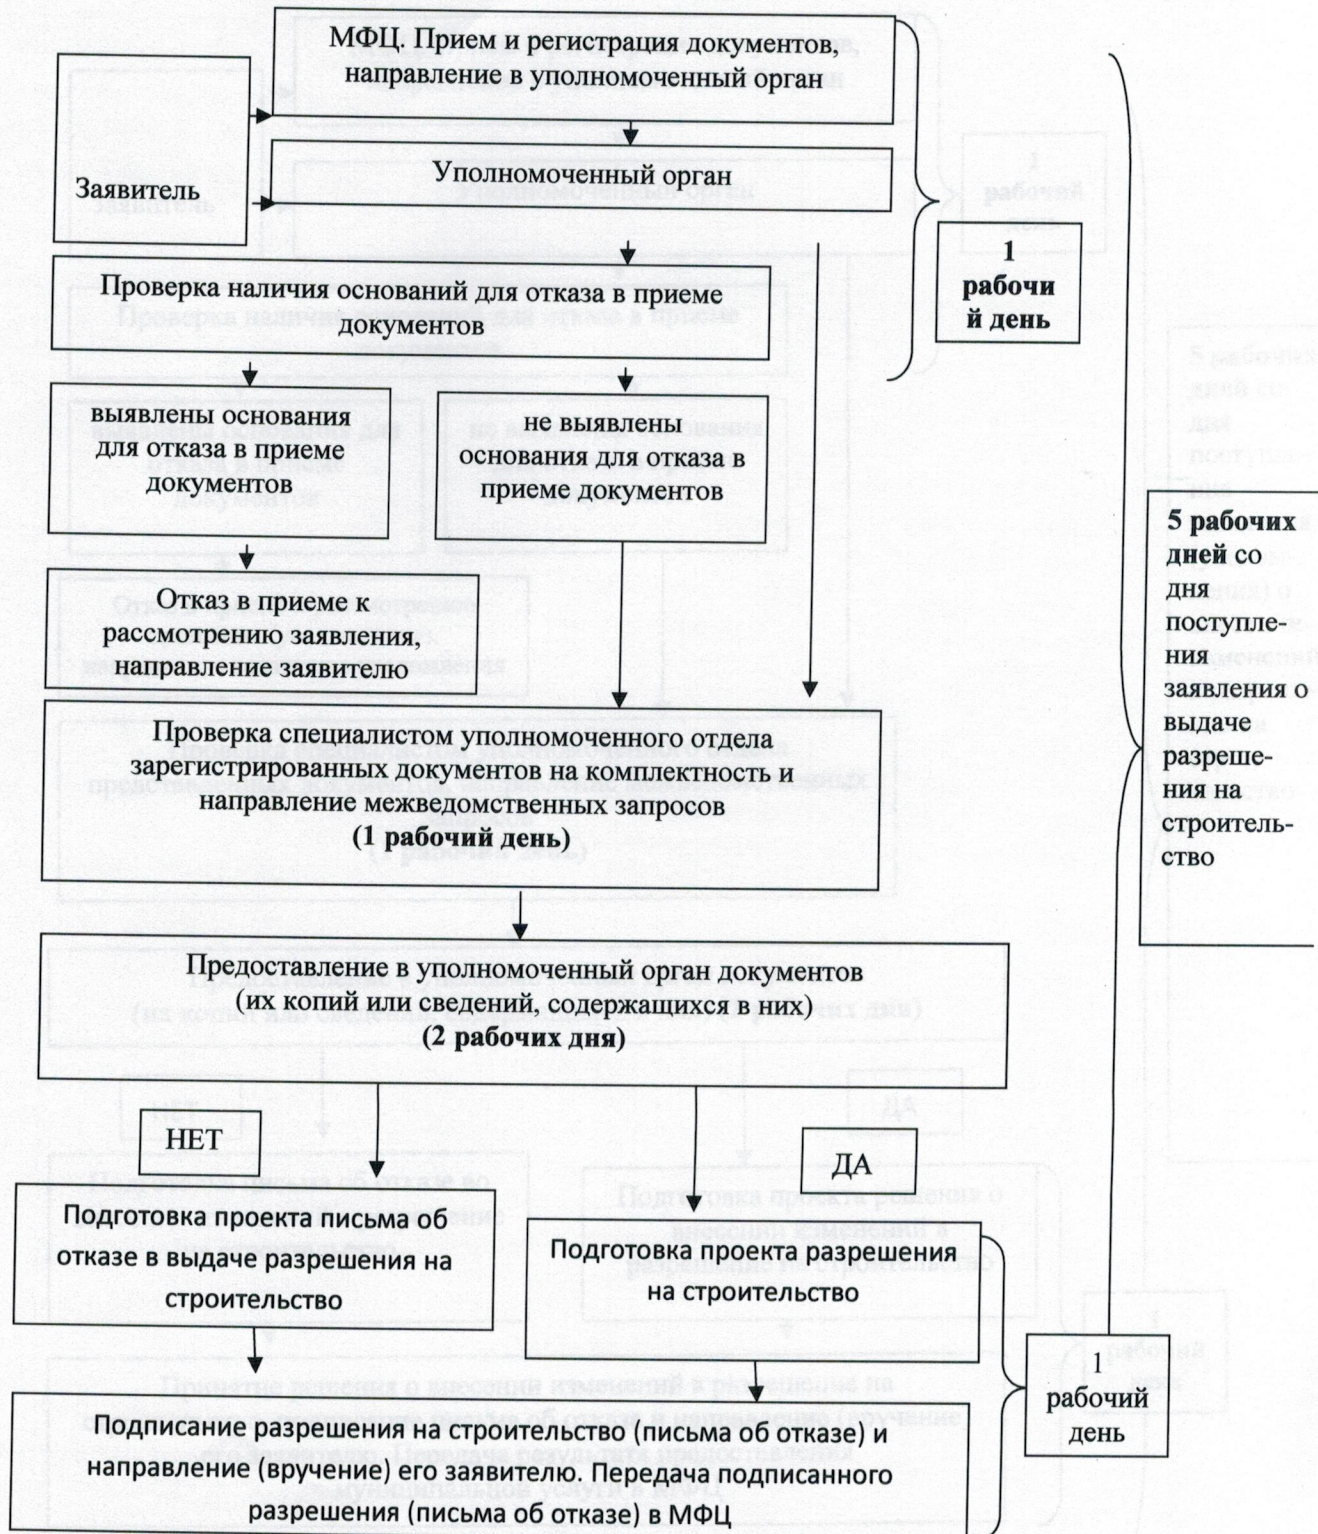 МФЦ. Прием и регистрация документов,
направление в уполномоченный орган
Заявитель
Уполномоченный орган
1
рабочи
й день
Проверка наличия оснований для отказа в приеме
документов
выявлены основания
для отказа в приеме
документов
не выявлены
основания для отказа в
приеме документов
Отказ в приеме к
рассмотрению заявления,
направление заявителю
5 рабочих
дней со
дня
поступле-
ния
заявления о
выдаче
разреше-
ния на
строитель-
ство
Проверка специалистом уполномоченного отдела
зарегистрированных документов на комплектность и
направление межведомственных запросов
(1 рабочий день)
Предоставление в уполномоченный орган документов
(их копий или сведений, содержащихся в них)
(2 рабочих дня)
НЕТ
ДА
Подготовка проекта письма об
отказе в выдаче разрешения на
строительство
Подготовка проекта разрешения
на строительство
1
рабочий
день
Подписание разрешения на строительство (письма об отказе) и
направление (вручение) его заявителю. Передача подписанного
разрешения (письма об отказе) в МФЦ